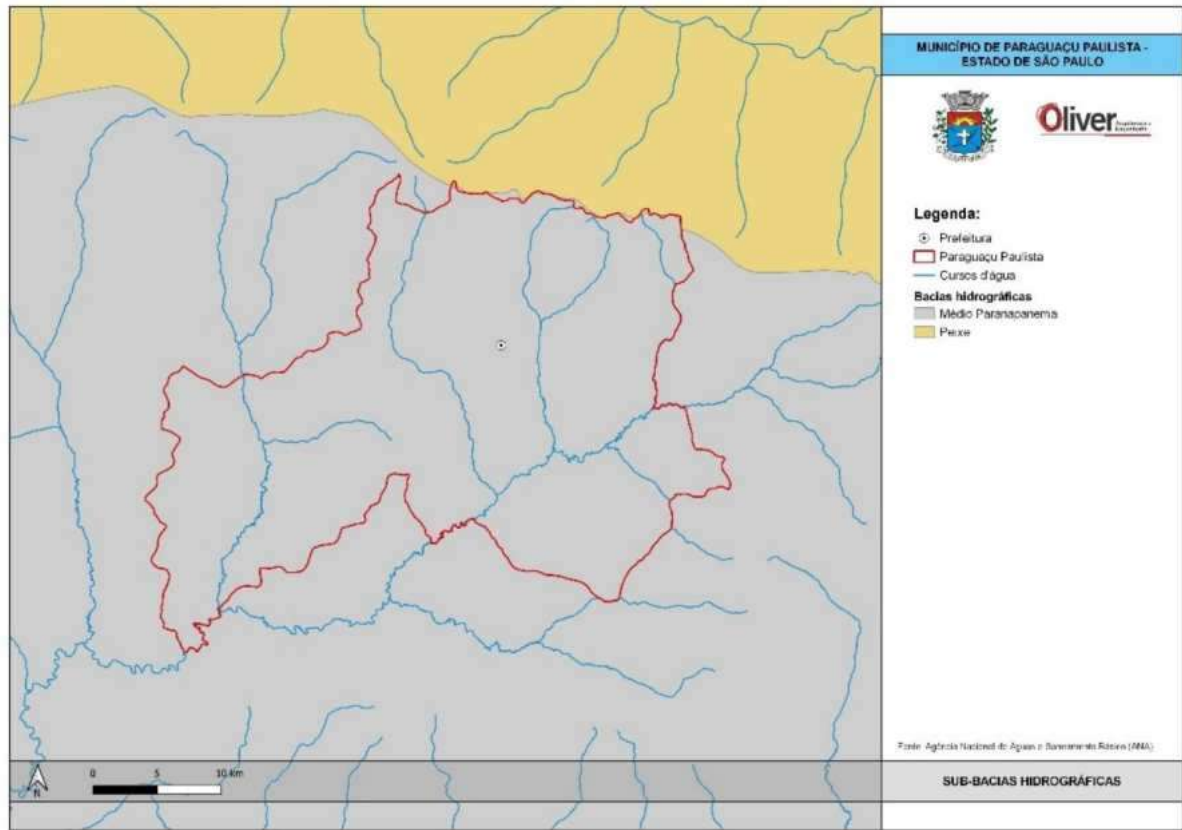 MUNICÍPIO DE PARAGUAÇU PAULISTA -
ESTADO DE SÃO PAULO
Oliver
Legenda:
Prefeitura
Paraguaçu Paulista
Cursos d'água
Bacias hidrográficas
Médio Paranapanema
Peixe
Fonte: Agência Nacional de Águas e Saneamento Básico (ANA)
N
0 5 10 km
SUB-BACIAS HIDROGRÁFICAS